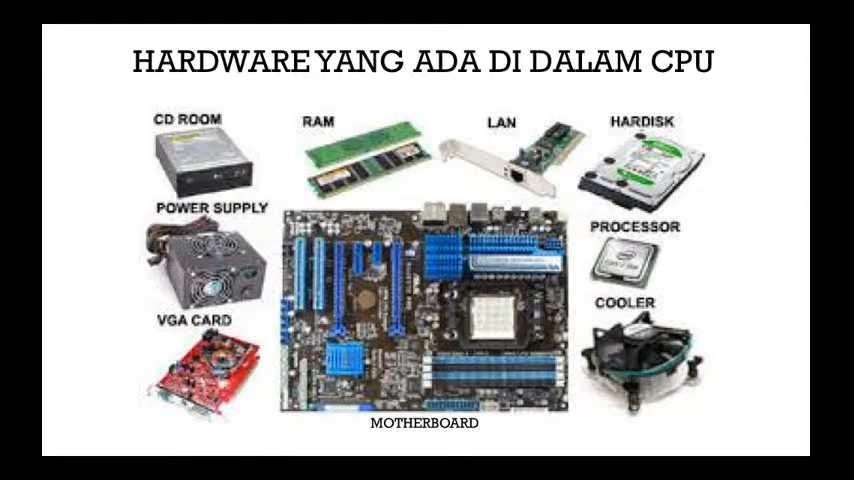 HARDWARE YANG ADA DI DALAM CPU
CD ROOM
RAM
LAN
HARDISK
POWER SUPPLY
PROCESSOR
VGA CARD
COOLER
MOTHERBOARD